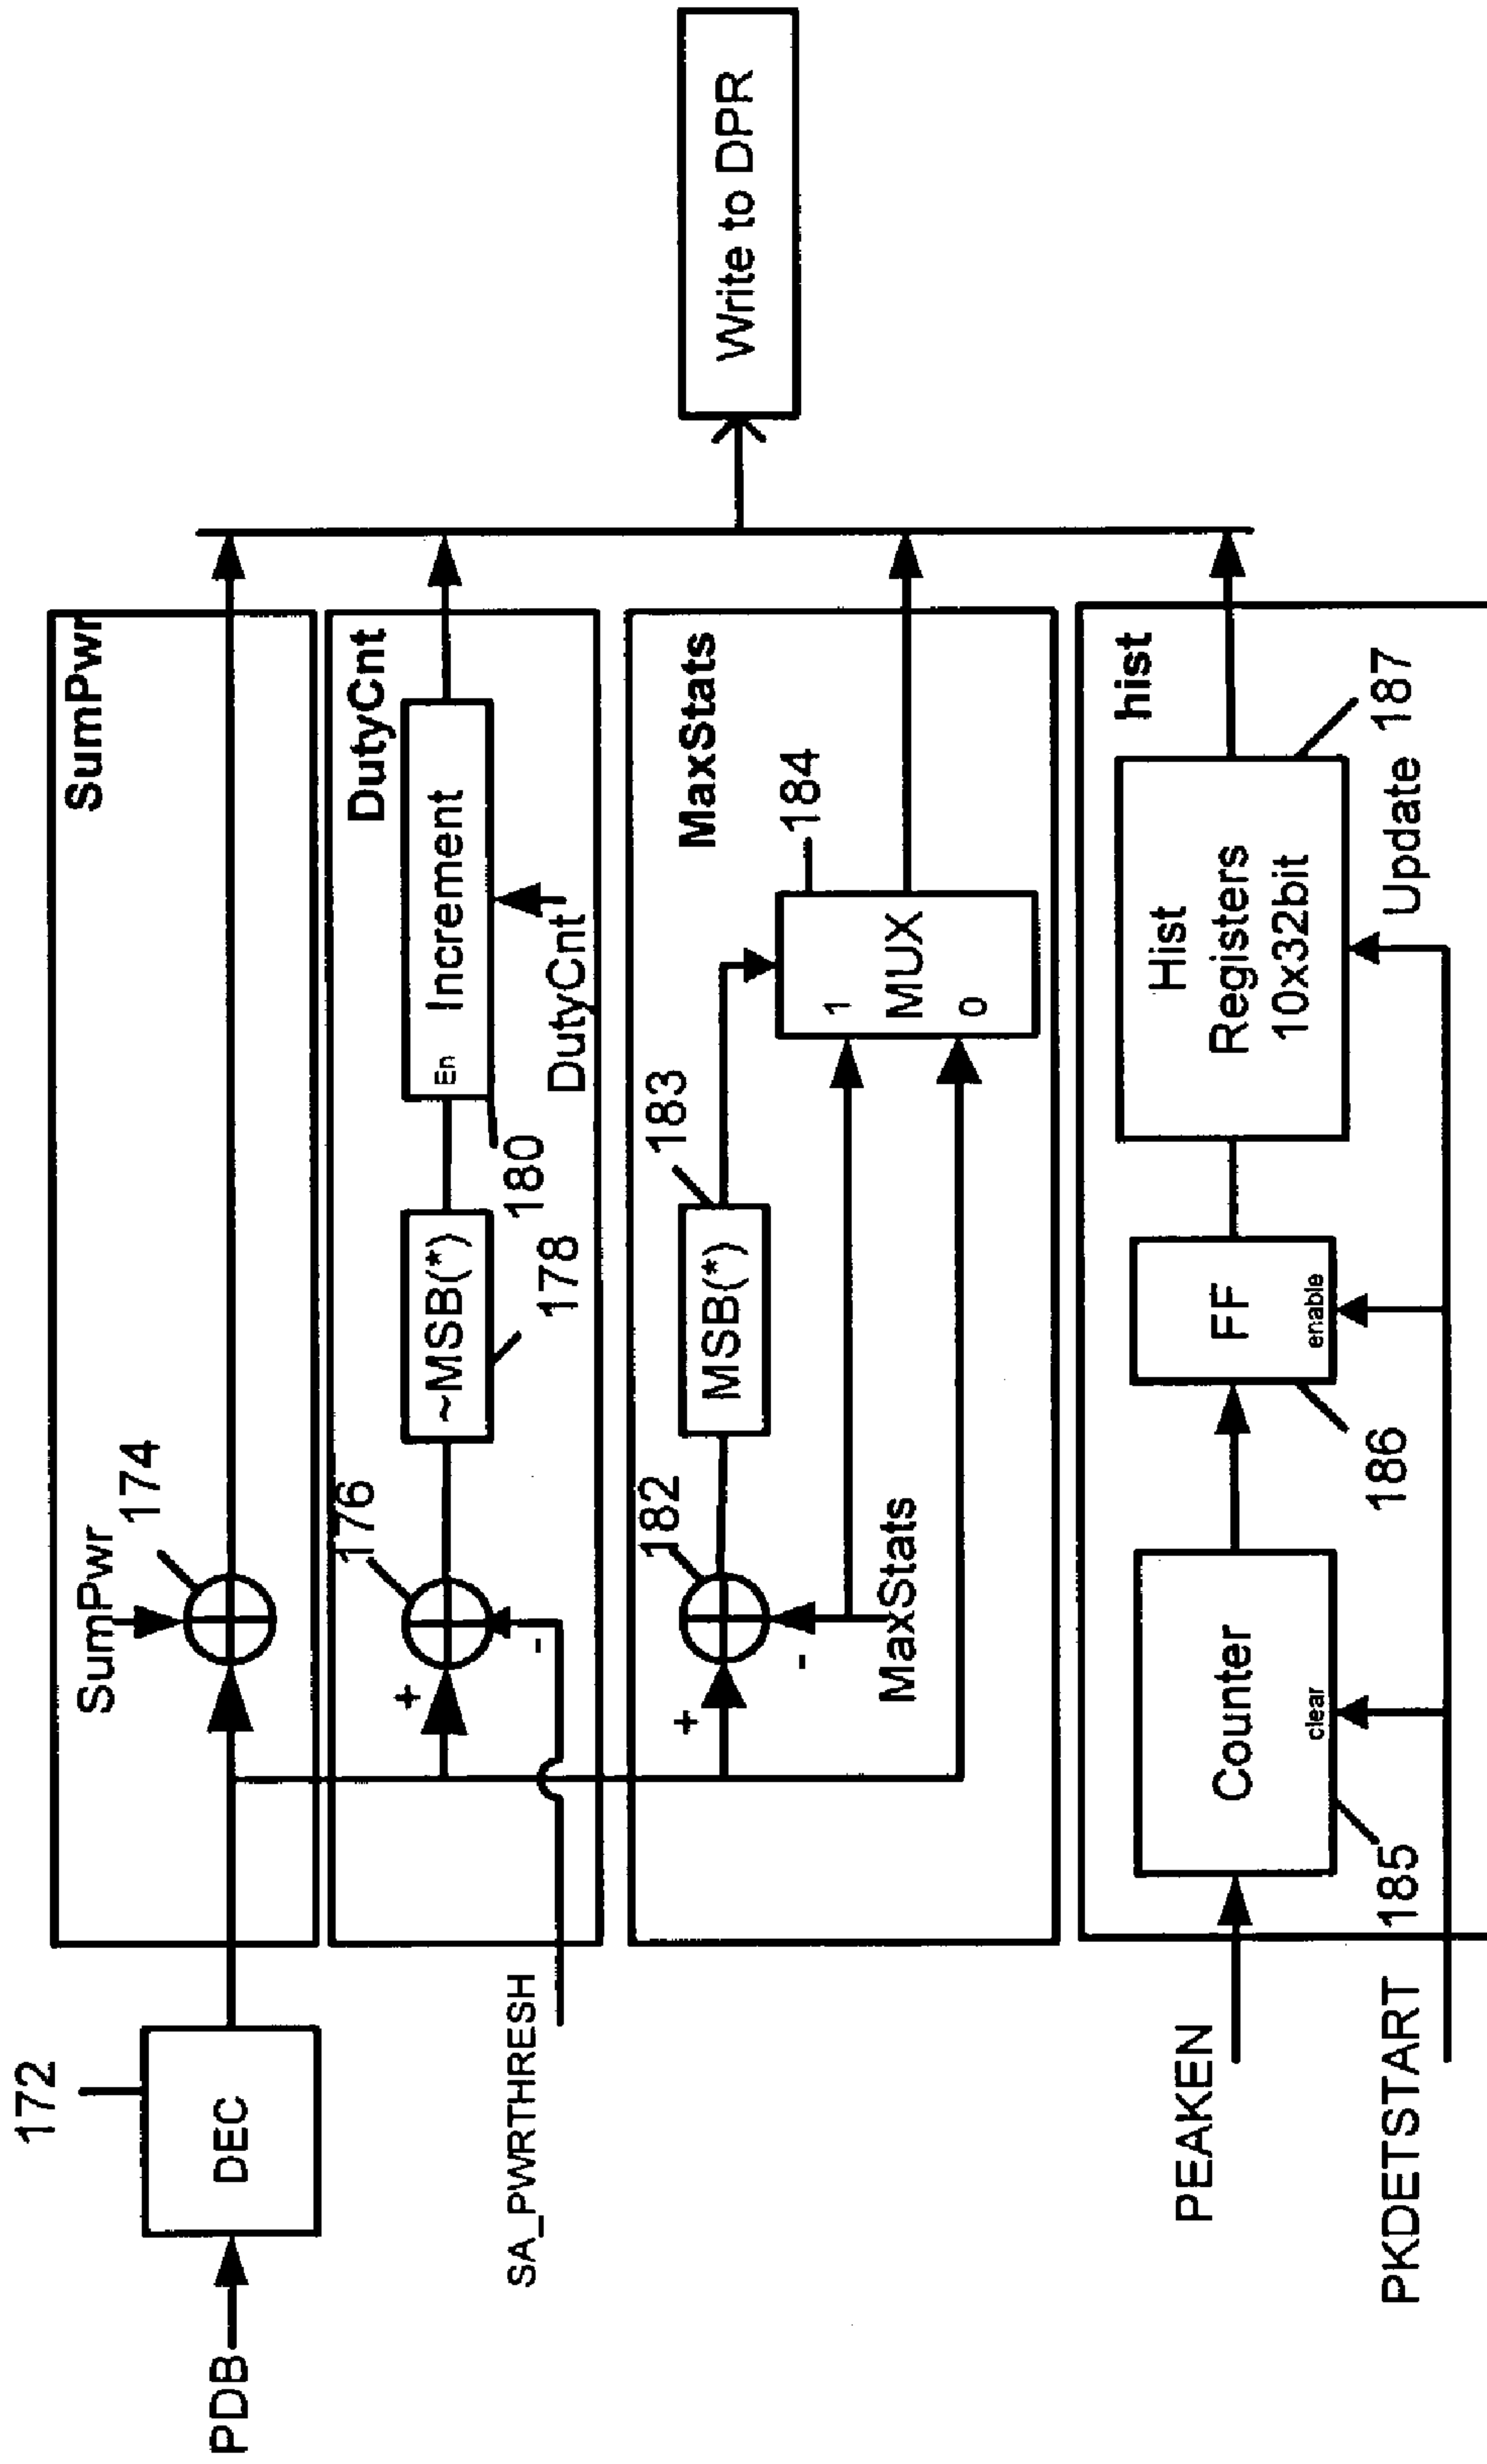 PDB
172
DEC
SumPwr
174
SumPwr
SA_PWRTHRESH
+
-
176
~MSB(*)
178
En
Increment
180
DutyCnt
DutyCnt
+
-
182
MaxStats
MSB(*)
183
1
MUX
0
184
MaxStats
PEAKEN
PKDETSTART
Counter
clear
185
FF
enable
186
Hist
Registers
10x32bit
Update
187
hist
Write to DPR